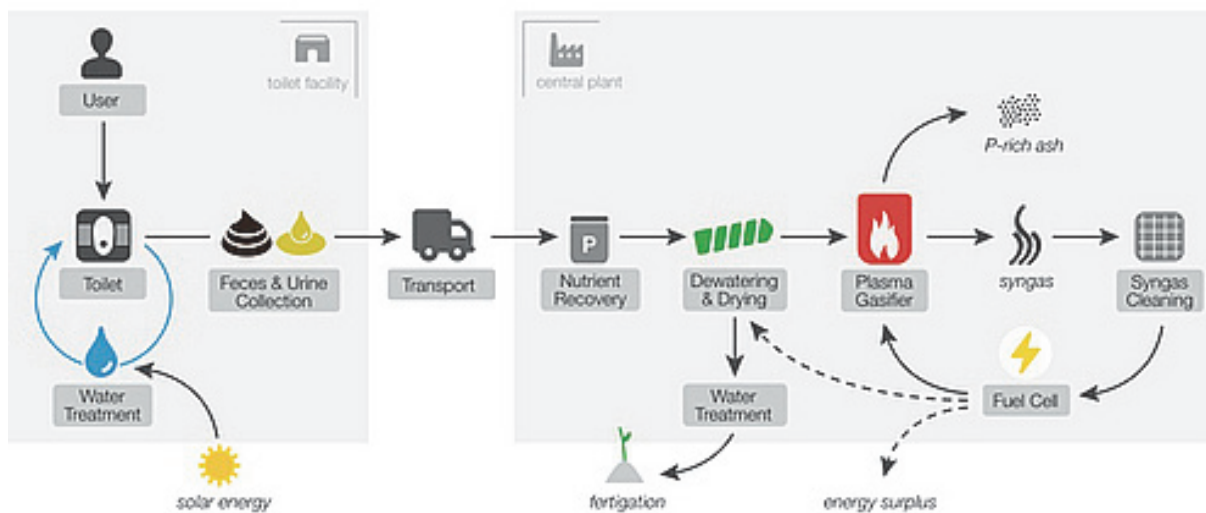 toilet facility
central plant
User
P-rich ash
P
Toilet
Feces & Urine
Collection
Transport
Nutrient
Recovery
Dewatering
& Drying
Plasma
Gasifier
syngas
Syngas
Cleaning
Water
Treatment
Water
Treatment
Fuel Cell
solar energy
fertigation
energy surplus